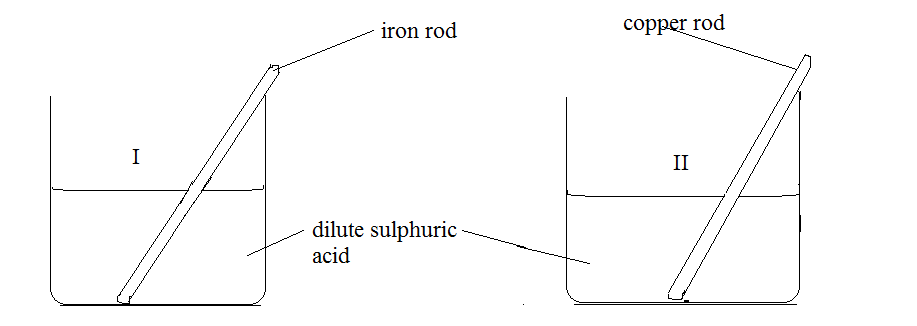 iron rod
copper rod
I
II
dilute sulphuric
acid